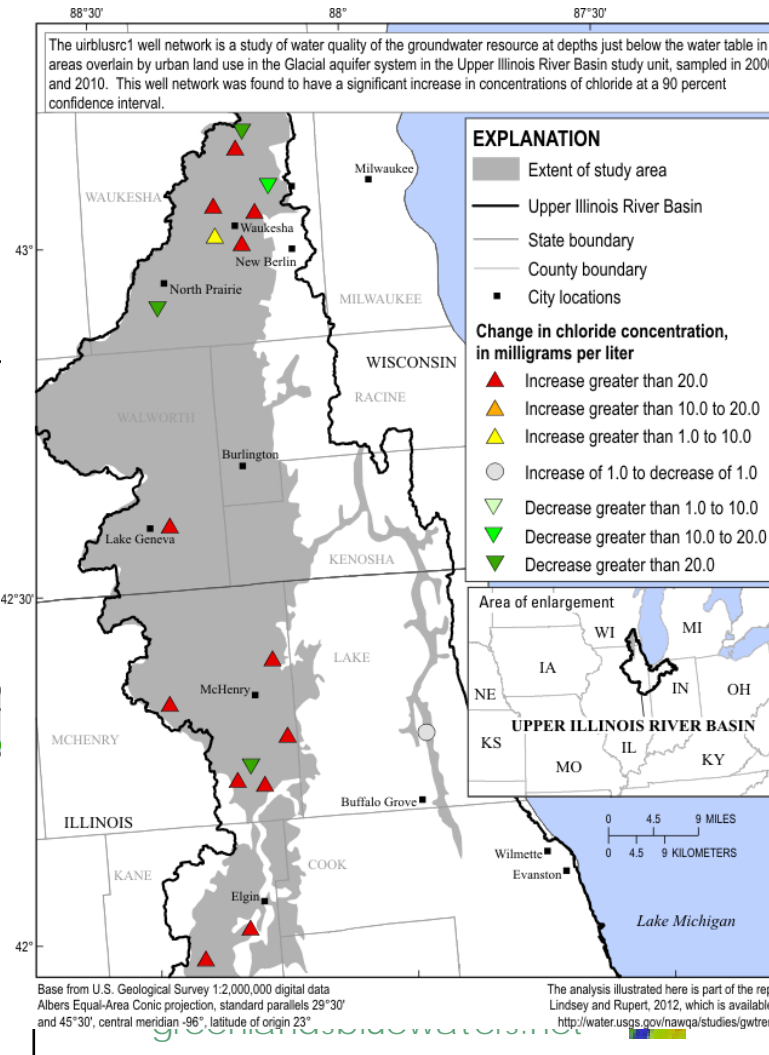 88°30'
88°
87°30'
The uirblusrc1 well network is a study of water quality of the groundwater resource at depths just below the water table in
areas overlain by urban land use in the Glacial aquifer system in the Upper Illinois River Basin study unit, sampled in 200
and 2010. This well network was found to have a significant increase in concentrations of chloride at a 90 percent
confidence interval.
EXPLANATION
Extent of study area
Upper Illinois River Basin
State boundary
County boundary
City locations
Change in chloride concentration,
in milligrams per liter
Increase greater than 20.0
Increase greater than 10.0 to 20.0
Increase greater than 1.0 to 10.0
Increase of 1.0 to decrease of 1.0
Decrease greater than 1.0 to 10.0
Decrease greater than 10.0 to 20.0
Decrease greater than 20.0
Milwaukee
WAUKESHA
Waukesha
43°
New Berlin
North Prairie
MILWAUKEE
WISCONSIN
RACINE
WALWORTH
Burlington
Lake Geneva
KENOSHA
42°30'
LAKE
McHenry
MCHENRY
Buffalo Grove
ILLINOIS
KANE
COOK
Elgin
Wilmette
Evanston
42°
Lake Michigan
Area of enlargement
WI
MI
IA
NE
IN
OH
UPPER ILLINOIS RIVER BASIN
KS
IL
MO
KY
0 4.5 9 MILES
0 4.5 9 KILOMETERS
Base from U.S. Geological Survey 1:2,000,000 digital data
Albers Equal-Area Conic projection, standard parallels 29°30'
and 45°30', central meridian -96°, latitude of origin 23°
The analysis illustrated here is part of the rep
Lindsey and Rupert, 2012, which is available
http://water.usgs.gov/nawqa/studies/gwtren
greenlandsbluewaters.net